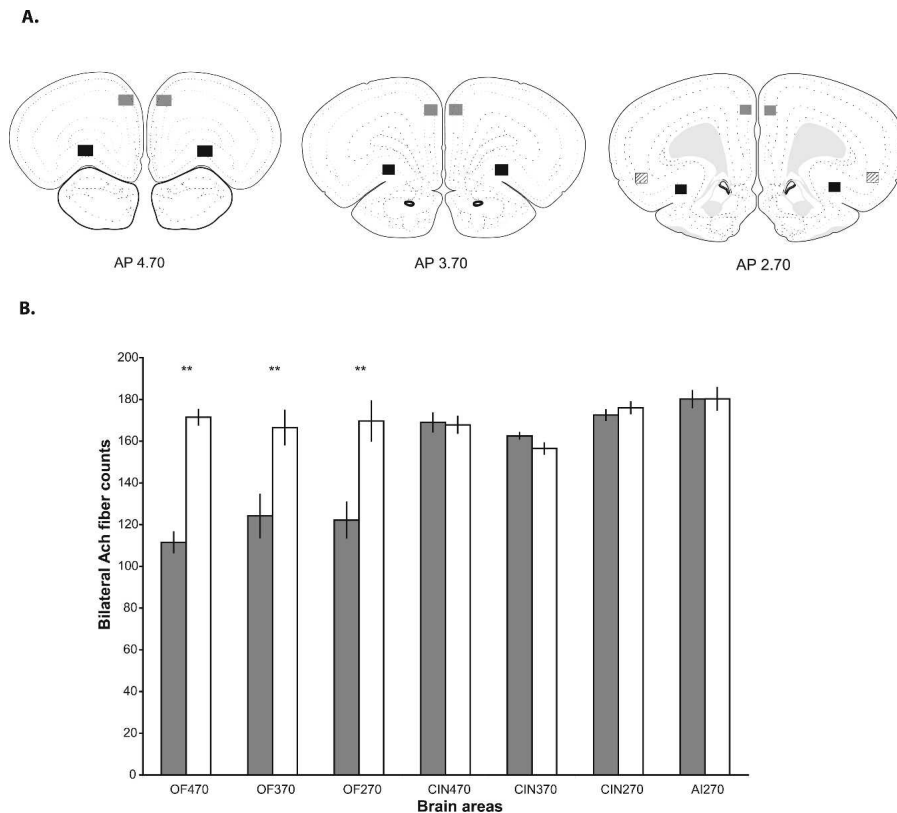 A.
AP 4.70
AP 3.70
AP 2.70
B.
Bilateral Ach fiber counts
200
180
160
140
120
100
80
60
40
20
0
** ** **
OF470 OF370 OF270 CIN470 CIN370 CIN270 AI270
Brain areas